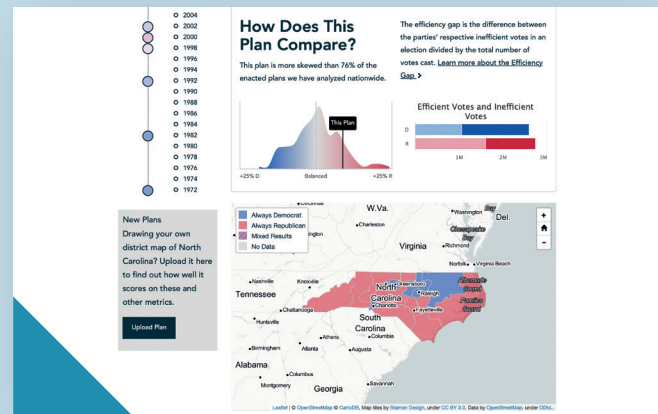 2004
2002
2000
1998
1996
1994
1992
1990
1988
1986
1984
1982
1980
1978
1976
1974
1972
New Plans
Drawing your own
district map of North
Carolina? Upload it here
to find out how well it
scores on these and
other metrics.
Upload Plan
How Does This
Plan Compare?
This plan is more skewed than 76% of the
enacted plans we have analyzed nationwide.
This Plan
+25% D Balanced +25% R
The efficiency gap is the difference between
the parties' respective inefficient votes in an
election divided by the total number of
votes cast. Learn more about the Efficiency
Gap >
Efficient Votes and Inefficient
Votes
D
R
1M 2M 3M
Always Democrat
Always Republican
Mixed Results
No Data
+
-
W.Va.
Washington
Bay
Del.
Charleston
Chesapeake
Bay
Virginia
Richmond
Norfolk
Virginia Beach
Nashville
Knoxville
North
Greensboro
Albemarle
Sound
Tennessee
Raleigh
Carolina
Charlotte
Pamlico
Sound
Chattanooga
Fayetteville
Huntsville
South
Carolina
Columbia
Athens
Birmingham
Atlanta
Augusta
Alabama
Columbus
Montgomery
Georgia
Savannah
Leaflet | © OpenStreetMap © CartoDB, Map tiles by Stamen Design, under CC BY 3.0. Data by OpenStreetMap, under ODbL.